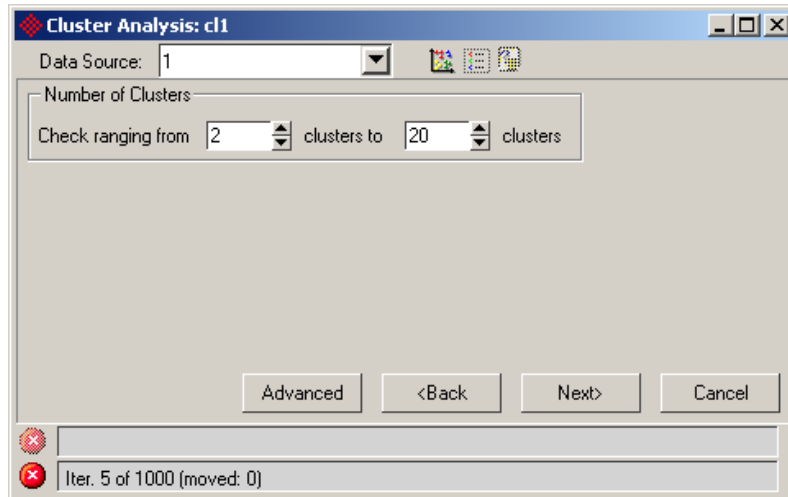 Cluster Analysis: cl1
Data Source: 1
Number of Clusters
Check ranging from 2 clusters to 20 clusters
Advanced <Back Next> Cancel
Iter. 5 of 1000 (moved: 0)